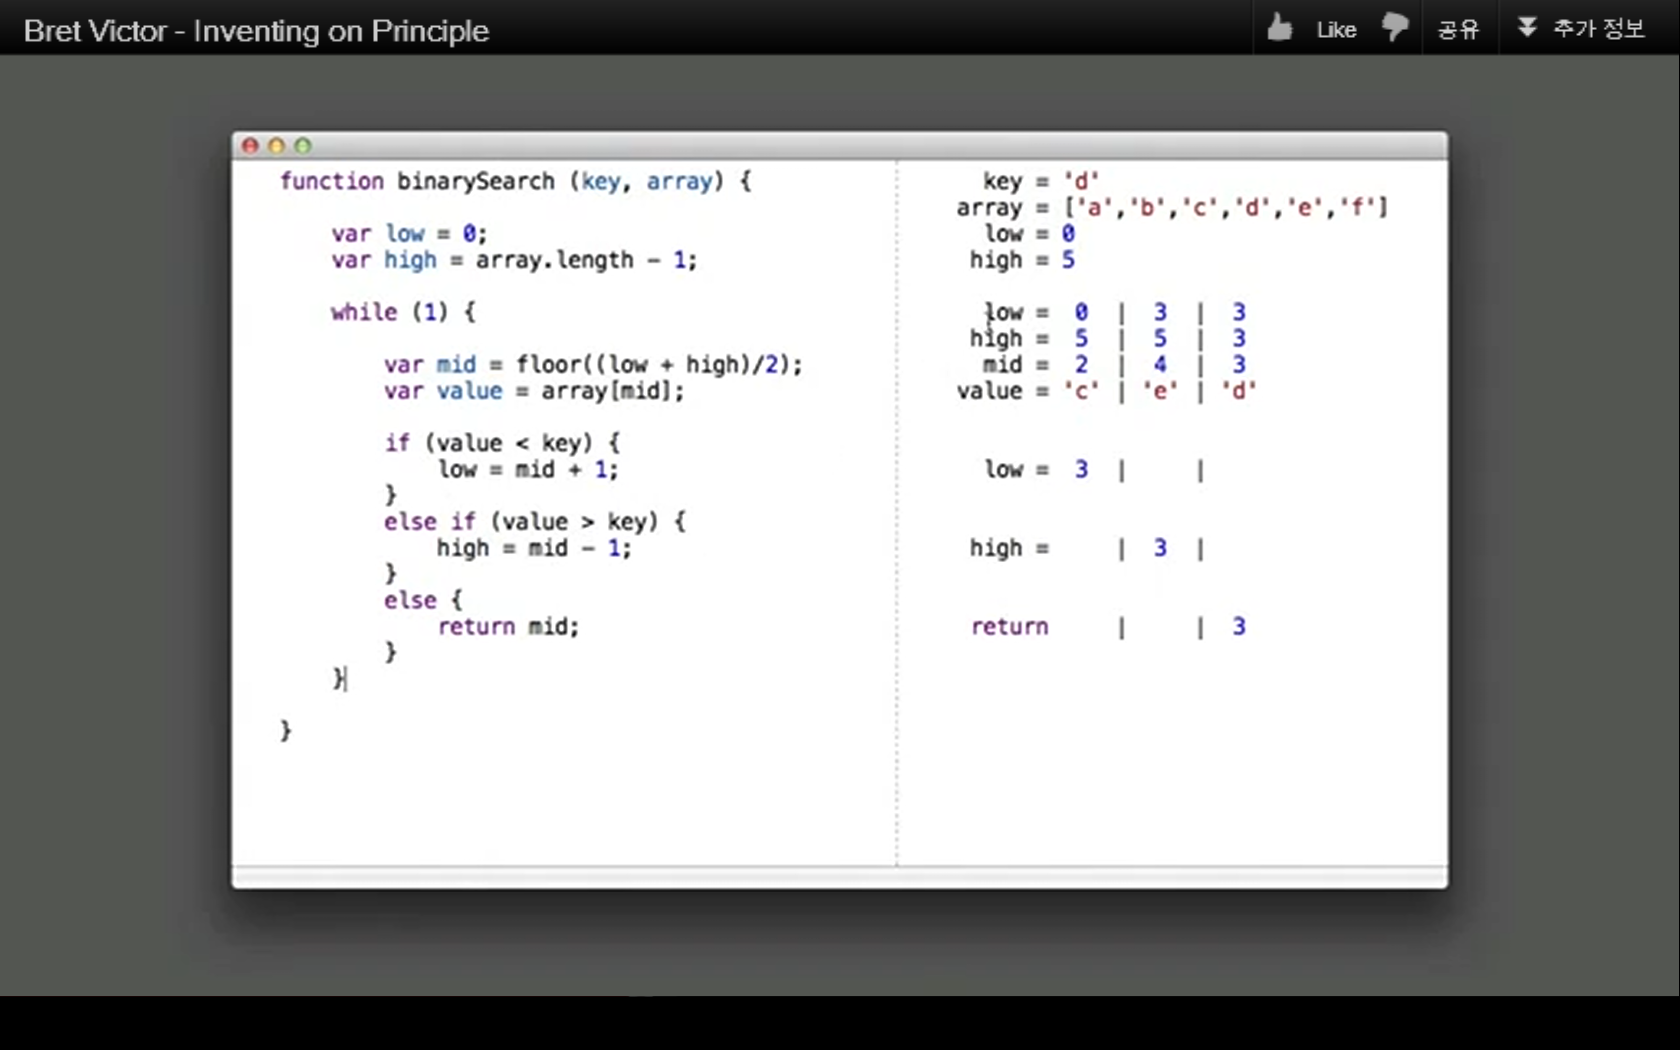 Bret Victor - Inventing on Principle
Like 공유 추가 정보
function binarySearch (key, array) {
var low = 0;
var high = array.length - 1;
while (1) {
var mid = floor((low + high)/2);
var value = array[mid];
if (value < key) {
low = mid + 1;
}
else if (value > key) {
high = mid - 1;
}
else {
return mid;
}
}
}
key = 'd'
array = ['a','b','c','d','e','f']
low = 0
high = 5
low = 0 | 3 | 3
high = 5 | 5 | 3
mid = 2 | 4 | 3
value = 'c' | 'e' | 'd'
low = 3 | |
high = | 3 |
return | | 3